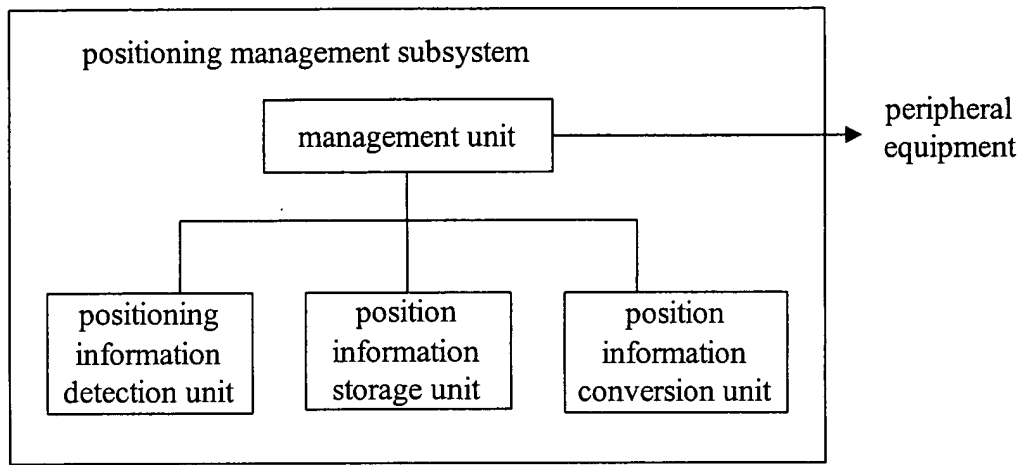 positioning management subsystem
management unit
peripheral
equipment
positioning
information
detection unit
position
information
storage unit
position
information
conversion unit